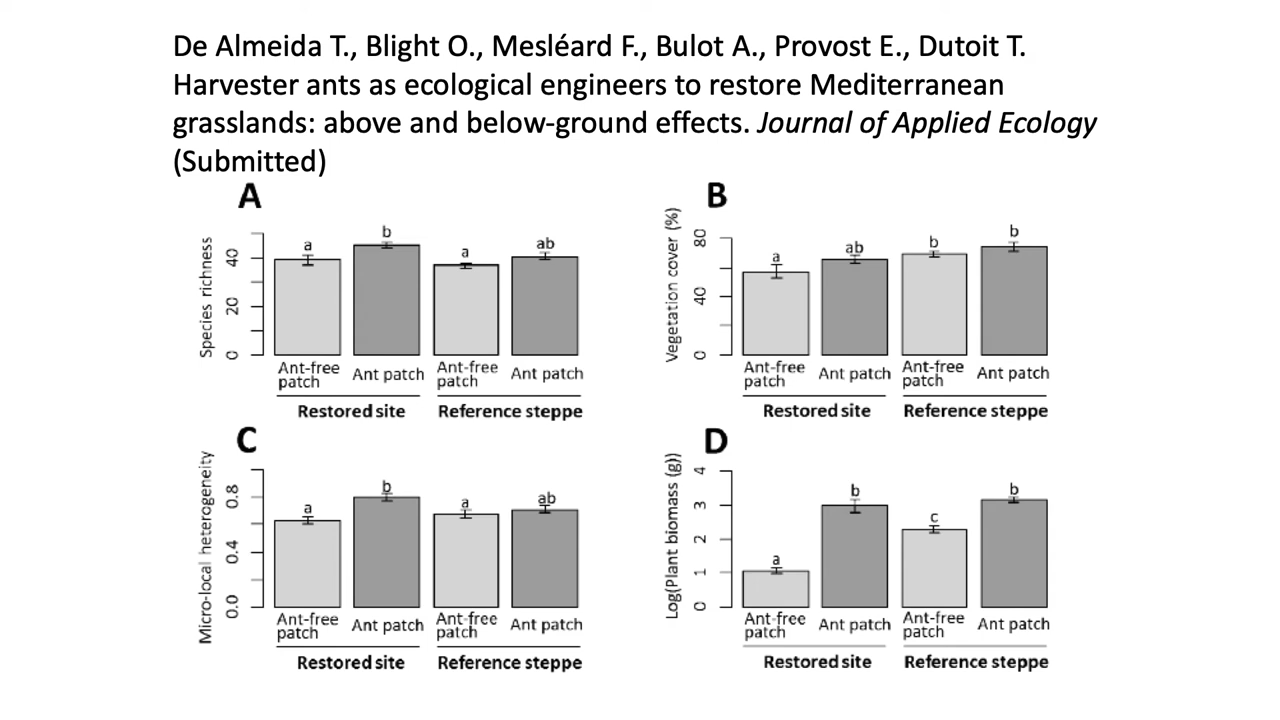 De Almeida T., Blight O., Mesléard F., Bulot A., Provost E., Dutoit T.
Harvester ants as ecological engineers to restore Mediterranean
grasslands: above and below-ground effects. Journal of Applied Ecology
(Submitted)
A
Species richness
0 20 40
a b a ab
Ant-free patch
Ant patch
Ant-free patch
Ant patch
Restored site
Reference steppe
B
Vegetation cover (%)
0 40 80
a ab b b
Ant-free patch
Ant patch
Ant-free patch
Ant patch
Restored site
Reference steppe
C
Micro-local heterogeneity
0.0 0.4 0.8
a b a ab
Ant-free patch
Ant patch
Ant-free patch
Ant patch
Restored site
Reference steppe
D
Log(Plant biomass (g))
0 1 2 3 4
a b c b
Ant-free patch
Ant patch
Ant-free patch
Ant patch
Restored site
Reference steppe